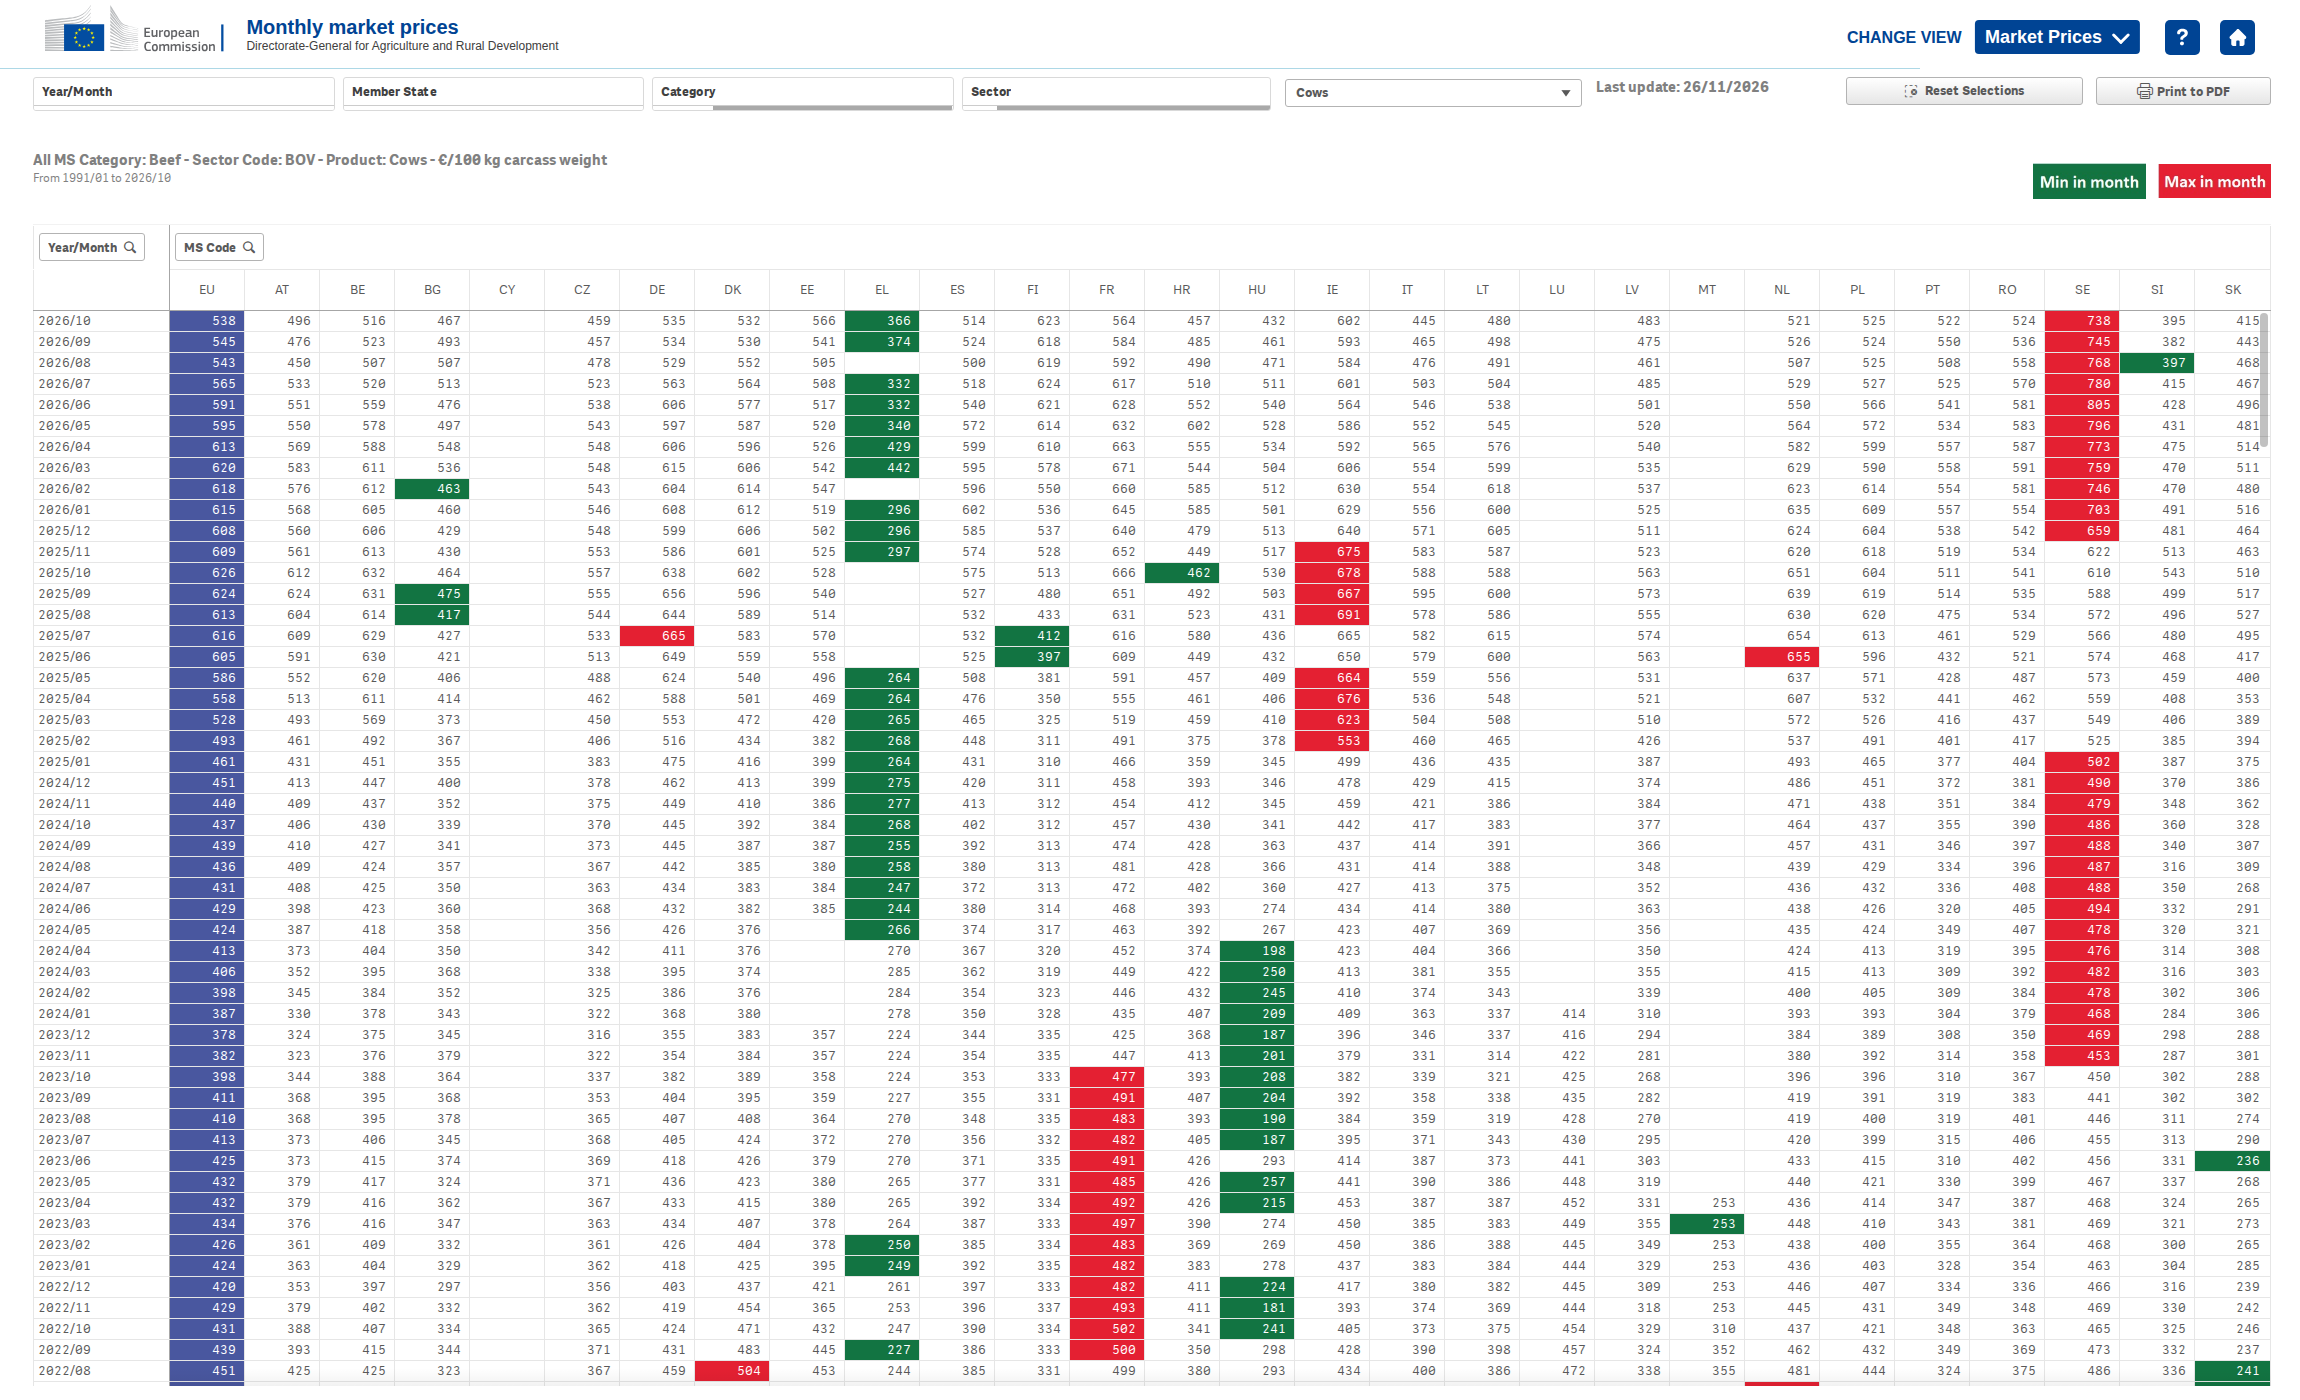 European
Commission
Monthly market prices
Directorate-General for Agriculture and Rural Development
CHANGE VIEW
Market Prices
?
Year/Month
Member State
Category
Sector
Cows
Last update: 26/11/2026
Reset Selections
Print to PDF
All MS Category: Beef - Sector Code: BOV - Product: Cows - €/100 kg carcass weight
From 1991/01 to 2026/10
Min in month
Max in month
Year/Month
MS Code
EU AT BE BG CY CZ DE DK EE EL ES FI FR HR HU IE IT LT LU LV MT NL PL PT RO SE SI SK
2026/10 538 496 516 467 459 535 532 566 366 514 623 564 457 432 602 445 480 483 521 525 522 524 738 395 415
2026/09 545 476 523 493 457 534 530 541 374 524 618 584 485 461 593 465 498 475 526 524 550 536 745 382 443
2026/08 543 450 507 507 478 529 552 505 500 619 592 490 471 584 476 491 461 507 525 508 558 768 397 468
2026/07 565 533 520 513 523 563 564 508 332 518 624 617 510 511 601 503 504 485 529 527 525 570 780 415 467
2026/06 591 551 559 476 538 606 577 517 332 540 621 628 552 540 564 546 538 501 550 566 541 581 805 428 496
2026/05 595 550 578 497 543 597 587 520 340 572 614 632 602 528 586 552 545 520 564 572 534 583 796 431 481
2026/04 613 569 588 548 548 606 596 526 429 599 610 663 555 534 592 565 576 540 582 599 557 587 773 475 514
2026/03 620 583 611 536 548 615 606 542 442 595 578 671 544 504 606 554 599 535 629 590 558 591 759 470 511
2026/02 618 576 612 463 543 604 614 547 596 550 660 585 512 630 554 618 537 623 614 554 581 746 470 480
2026/01 615 568 605 460 546 608 612 519 296 602 536 645 585 501 629 556 600 525 635 609 557 554 703 491 516
2025/12 608 560 606 429 548 599 606 502 296 585 537 640 479 513 640 571 605 511 624 604 538 542 659 481 464
2025/11 609 561 613 430 553 586 601 525 297 574 528 652 449 517 675 583 587 523 620 618 519 534 622 513 463
2025/10 626 612 632 464 557 638 602 528 575 513 666 462 530 678 588 588 563 651 604 511 541 610 543 510
2025/09 624 624 631 475 555 656 596 540 527 480 651 492 503 667 595 600 573 639 619 514 535 588 499 517
2025/08 613 604 614 417 544 644 589 514 532 433 631 523 431 691 578 586 555 630 620 475 534 572 496 527
2025/07 616 609 629 427 533 665 583 570 532 412 616 580 436 665 582 615 574 654 613 461 529 566 480 495
2025/06 605 591 630 421 513 649 559 558 525 397 609 449 432 650 579 600 563 655 596 432 521 574 468 417
2025/05 586 552 620 406 488 624 540 496 264 508 381 591 457 409 664 559 556 531 637 571 428 487 573 459 400
2025/04 558 513 611 414 462 588 501 469 264 476 350 555 461 406 676 536 548 521 607 532 441 462 559 408 353
2025/03 528 493 569 373 450 553 472 420 265 465 325 519 459 410 623 504 508 510 572 526 416 437 549 406 389
2025/02 493 461 492 367 406 516 434 382 268 448 311 491 375 378 553 460 465 426 537 491 401 417 525 385 394
2025/01 461 431 451 355 383 475 416 399 264 431 310 466 359 345 499 436 435 387 493 465 377 404 502 387 375
2024/12 451 413 447 400 378 462 413 399 275 420 311 458 393 346 478 429 415 374 486 451 372 381 490 370 386
2024/11 440 409 437 352 375 449 410 386 277 413 312 454 412 345 459 421 386 384 471 438 351 384 479 348 362
2024/10 437 406 430 339 370 445 392 384 268 402 312 457 430 341 442 417 383 377 464 437 355 390 486 360 328
2024/09 439 410 427 341 373 445 387 387 255 392 313 474 428 363 437 414 391 366 457 431 346 397 488 340 307
2024/08 436 409 424 357 367 442 385 380 258 380 313 481 428 366 431 414 388 348 439 429 334 396 487 316 309
2024/07 431 408 425 350 363 434 383 384 247 372 313 472 402 360 427 413 375 352 436 432 336 408 488 350 268
2024/06 429 398 423 360 368 432 382 385 244 380 314 468 393 274 434 414 380 363 438 426 320 405 494 332 291
2024/05 424 387 418 358 356 426 376 266 374 317 463 392 267 423 407 369 356 435 424 349 407 478 320 321
2024/04 413 373 404 350 342 411 376 270 367 320 452 374 198 423 404 366 350 424 413 319 395 476 314 308
2024/03 406 352 395 368 338 395 374 285 362 319 449 422 250 413 381 355 355 415 413 309 392 482 316 303
2024/02 398 345 384 352 325 386 376 284 354 323 446 432 245 410 374 343 339 400 405 309 384 478 302 306
2024/01 387 330 378 343 322 368 380 278 350 328 435 407 209 409 363 337 414 310 393 393 304 379 468 284 306
2023/12 378 324 375 345 316 355 383 357 224 344 335 425 368 187 396 346 337 416 294 384 389 308 350 469 298 288
2023/11 382 323 376 379 322 354 384 357 224 354 335 447 413 201 379 331 314 422 281 380 392 314 358 453 287 301
2023/10 398 344 388 364 337 382 389 358 224 353 333 477 393 208 382 339 321 425 268 396 396 310 367 450 302 288
2023/09 411 368 395 368 353 404 395 359 227 355 331 491 407 204 392 358 338 435 282 419 391 319 383 441 302 302
2023/08 410 368 395 378 365 407 408 364 270 348 335 483 393 190 384 359 319 428 270 419 400 319 401 446 311 274
2023/07 413 373 406 345 368 405 424 372 270 356 332 482 405 187 395 371 343 430 295 420 399 315 406 455 313 290
2023/06 425 373 415 374 369 418 426 379 270 371 335 491 426 293 414 387 373 441 303 433 415 310 402 456 331 236
2023/05 432 379 417 324 371 436 423 380 265 377 331 485 426 257 441 390 386 448 319 440 421 330 399 467 337 268
2023/04 432 379 416 362 367 433 415 380 265 392 334 492 426 215 453 387 387 452 331 253 436 414 347 387 468 324 265
2023/03 434 376 416 347 363 434 407 378 264 387 333 497 390 274 450 385 383 449 355 253 448 410 343 381 469 321 273
2023/02 426 361 409 332 361 426 404 378 250 385 334 483 369 269 450 386 388 445 349 253 438 400 355 364 468 300 265
2023/01 424 363 404 329 362 418 425 395 249 392 335 482 383 278 437 383 384 444 329 253 436 403 328 354 463 304 285
2022/12 420 353 397 297 356 403 437 421 261 397 333 482 411 224 417 380 382 445 309 253 446 407 334 336 466 316 239
2022/11 429 379 402 332 362 419 454 365 253 396 337 493 411 181 393 374 369 444 318 253 445 431 349 348 469 330 242
2022/10 431 388 407 334 365 424 471 432 247 390 334 502 341 241 405 373 375 454 329 310 437 421 348 363 465 325 246
2022/09 439 393 415 344 371 431 483 445 227 386 333 500 350 298 428 390 398 457 324 352 462 432 349 369 473 332 237
2022/08 451 425 425 323 367 459 504 453 244 385 331 499 380 293 434 400 386 472 338 355 481 444 324 375 486 336 241